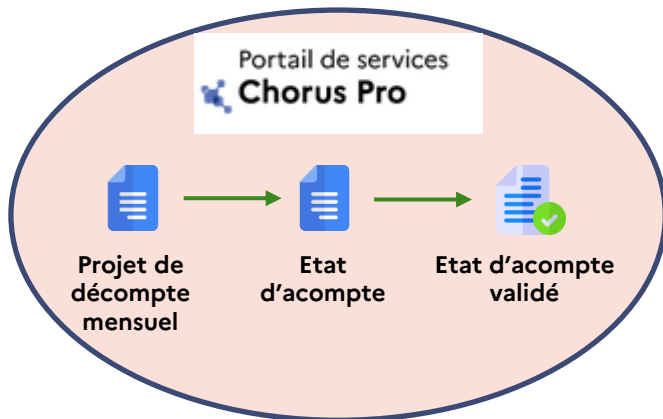 Portail de services
Chorus Pro
Projet de
décompte
mensuel
Etat
d'acompte
Etat d'acompte
validé